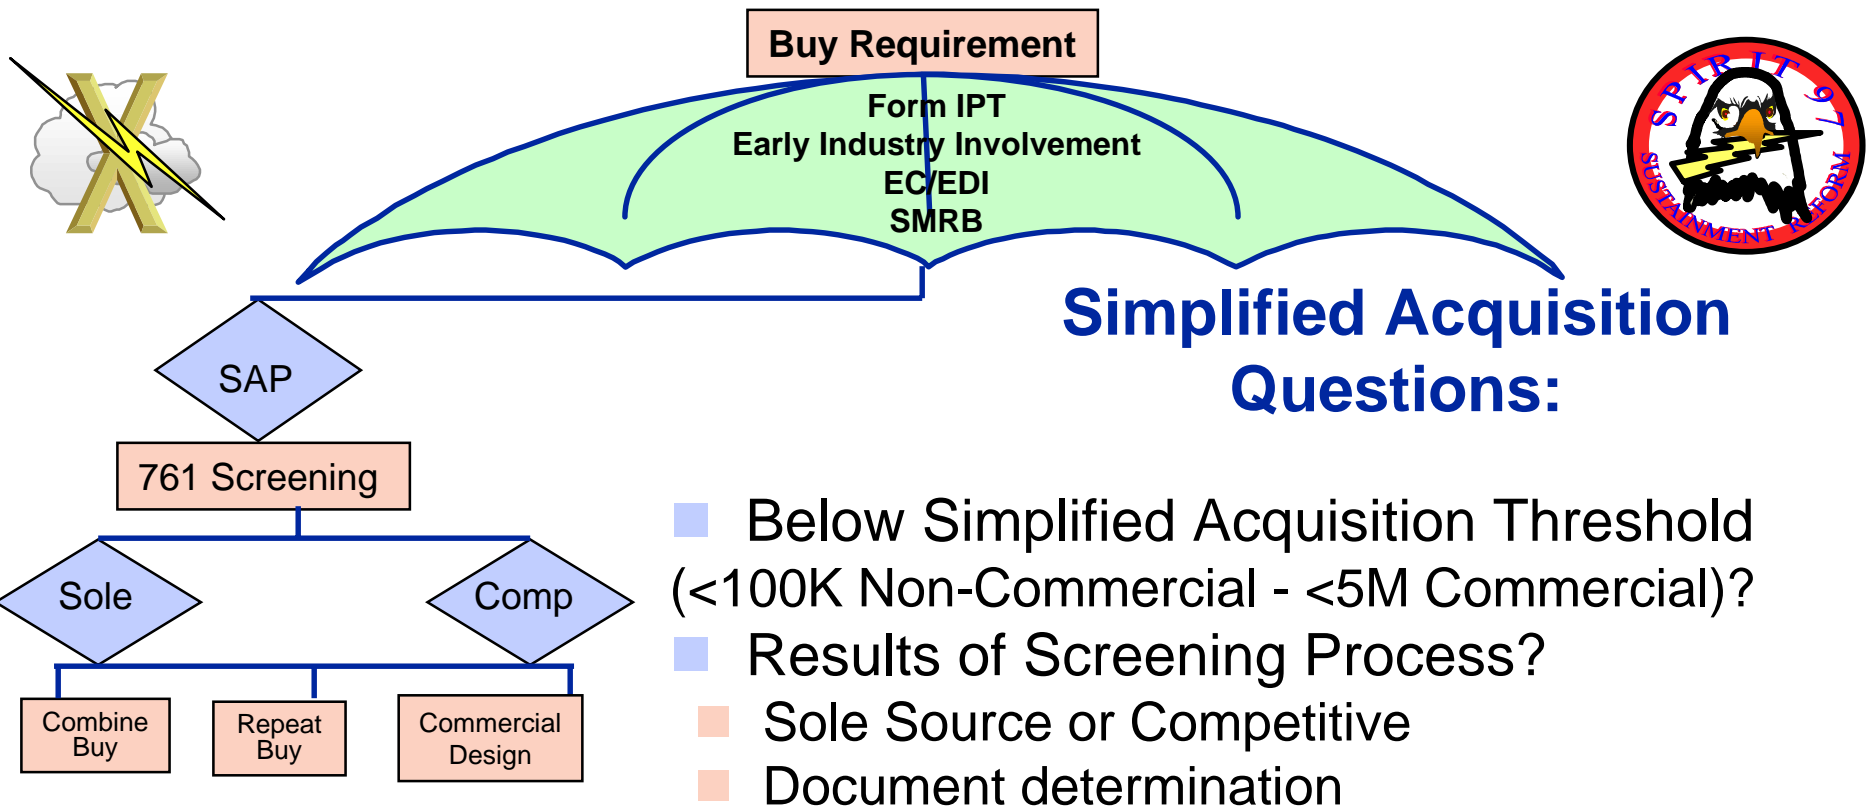 Buy Requirement
Form IPT
Early Industry Involvement
EC/EDI
SMRB
SPIRIT 97
SUSTAINMENT REFORM
Simplified Acquisition
Questions:
SAP
761 Screening
Sole
Comp
Combine
Buy
Repeat
Buy
Commercial
Design
Below Simplified Acquisition Threshold
(<100K Non-Commercial - <5M Commercial)?
Results of Screening Process?
Sole Source or Competitive
Document determination